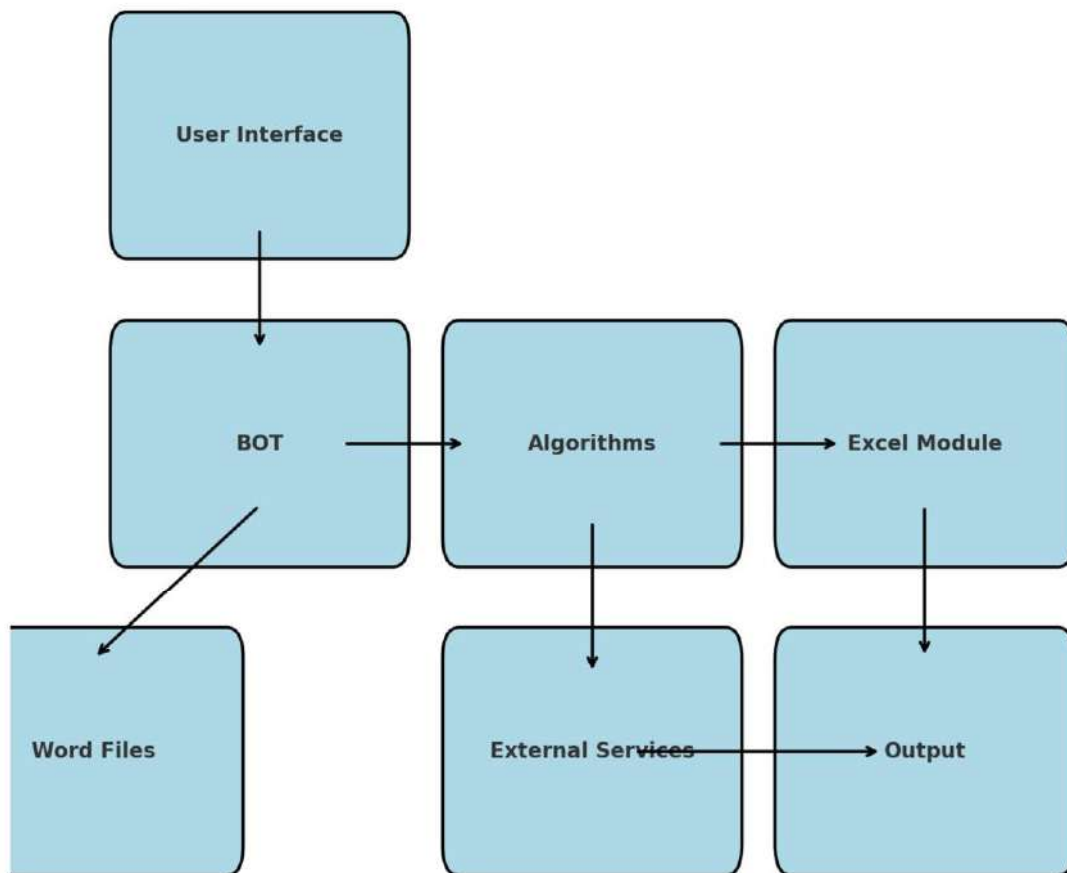 User Interface
BOT
Algorithms
Excel Module
Word Files
External Services
Output